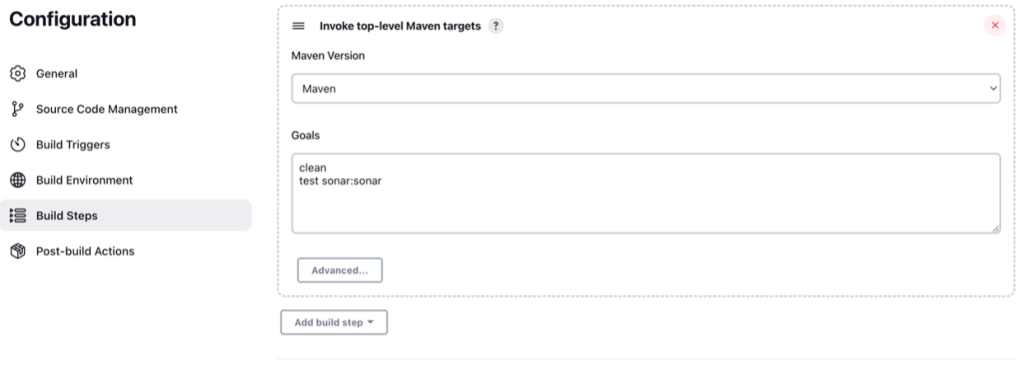 Configuration
General
Source Code Management
Build Triggers
Build Environment
Build Steps
Post-build Actions
Invoke top-level Maven targets ?
Maven Version
Maven
Goals
clean
test sonar:sonar
Advanced...
Add build step